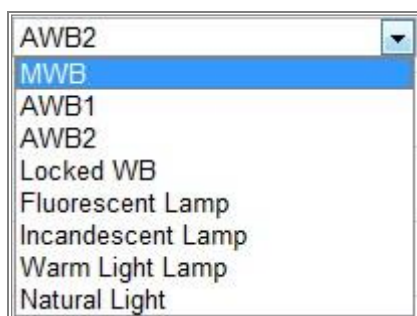 AWB2
MWB
AWB1
AWB2
Locked WB
Fluorescent Lamp
Incandescent Lamp
Warm Light Lamp
Natural Light